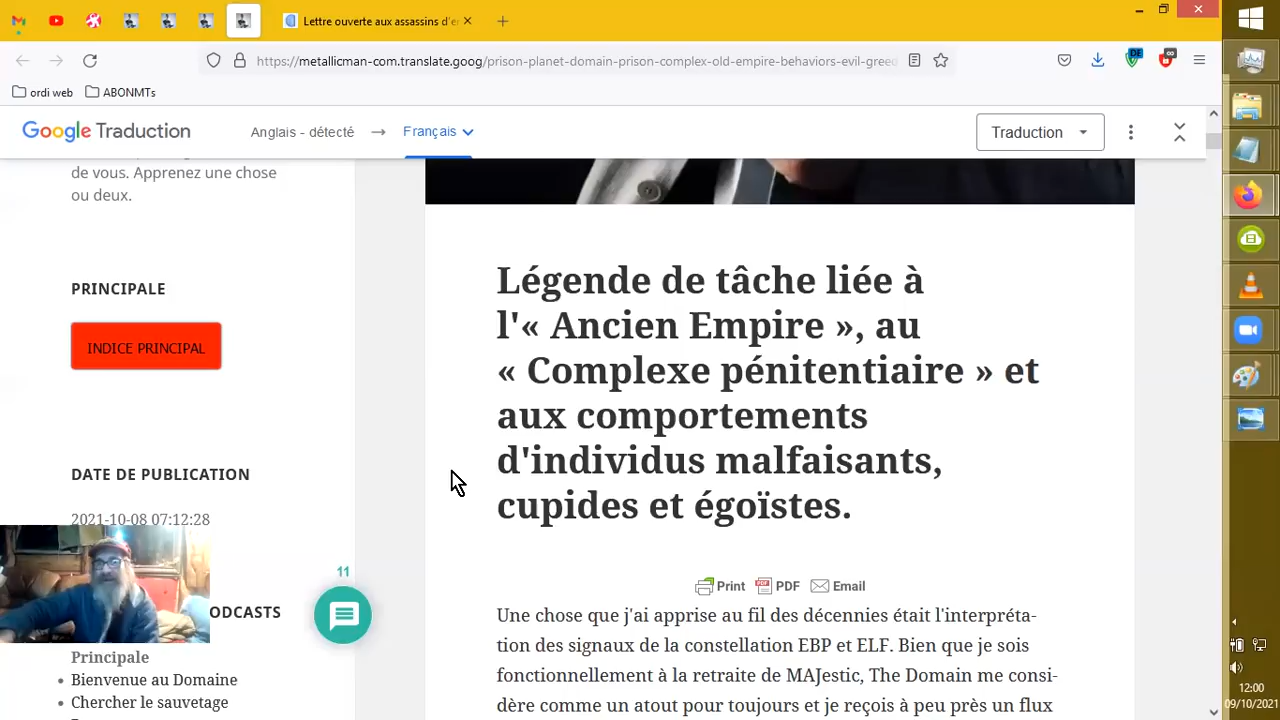 Lettre ouverte aux assassins d'er
https://metallicman-com.translate.goog/prison-planet-domain-prison-complex-old-empire-behaviors-evil-greed
DE
ordi web
ABONMTs
Google Traduction
Anglais - détecté
Français
Traduction
de vous. Apprenez une chose
ou deux.
PRINCIPALE
INDICE PRINCIPAL
DATE DE PUBLICATION
2021-10-08 07:12:28
ODCASTS
Principale
Bienvenue au Domaine
Chercher le sauvetage
11
Légende de tâche liée à
l'« Ancien Empire », au
« Complexe pénitentiaire » et
aux comportements
d'individus malfaisants,
cupides et égoïstes.
Print PDF Email
Une chose que j'ai apprise au fil des décennies était l'interpréta-
tion des signaux de la constellation EBP et ELF. Bien que je sois
fonctionnellement à la retraite de MAJestic, The Domain me consi-
dère comme un atout pour toujours et je reçois à peu près un flux
12:00
09/10/2021